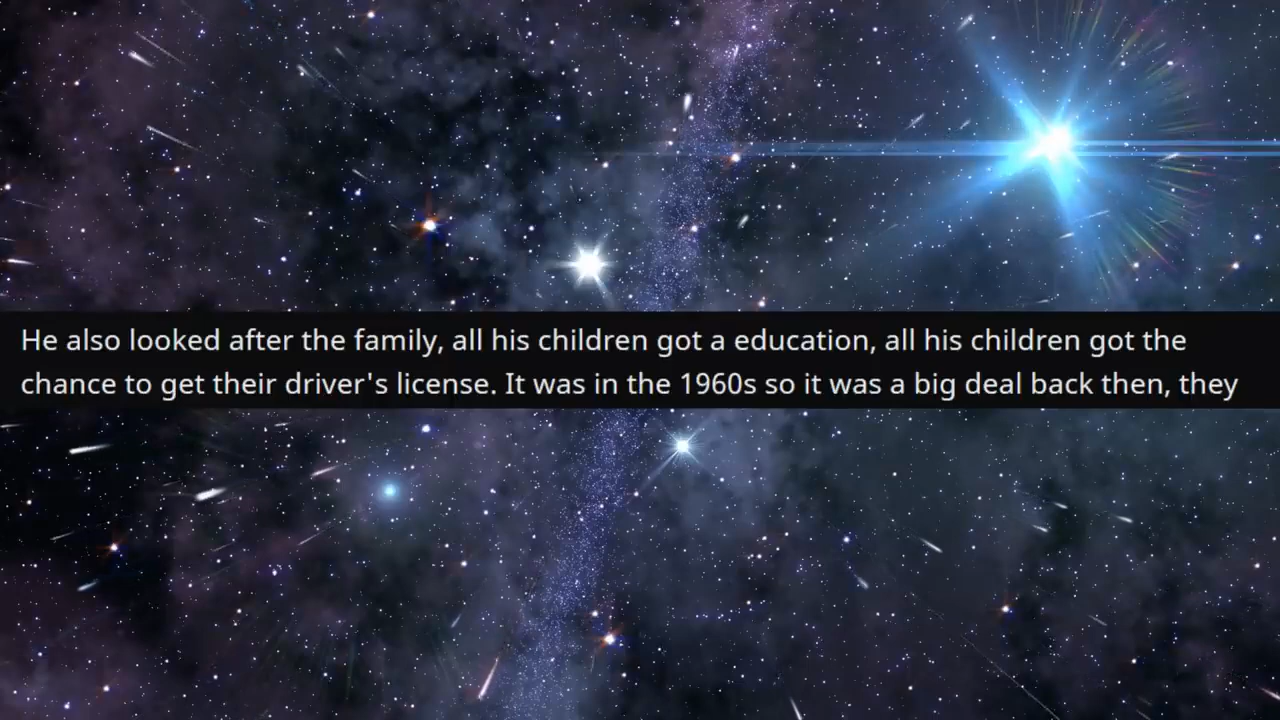 He also looked after the family, all his children got a education, all his children got the
chance to get their driver's license. It was in the 1960s so it was a big deal back then, they